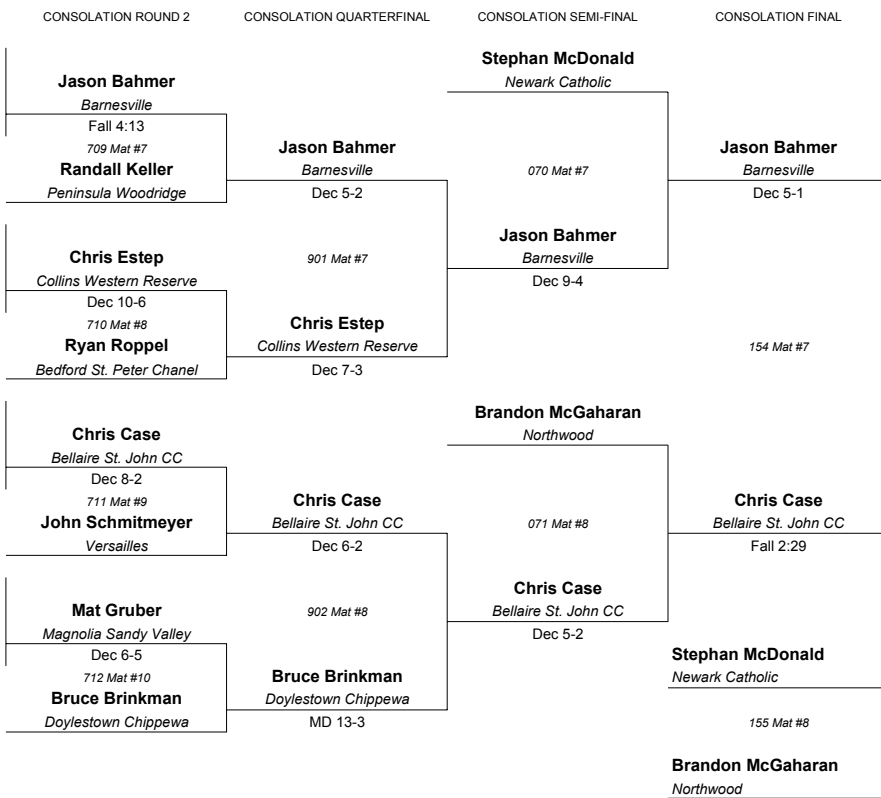 CONSOLATION ROUND 2
CONSOLATION QUARTERFINAL
CONSOLATION SEMI-FINAL
CONSOLATION FINAL
Jason Bahmer
Barnesville
Fall 4:13
709 Mat #7
Randall Keller
Peninsula Woodridge
Chris Estep
Collins Western Reserve
Dec 10-6
710 Mat #8
Ryan Roppel
Bedford St. Peter Chanel
Chris Case
Bellaire St. John CC
Dec 8-2
711 Mat #9
John Schmitmeyer
Versailles
Mat Gruber
Magnolia Sandy Valley
Dec 6-5
712 Mat #10
Bruce Brinkman
Doylestown Chippewa
Jason Bahmer
Barnesville
Dec 5-2
901 Mat #7
Chris Estep
Collins Western Reserve
Dec 7-3
Chris Case
Bellaire St. John CC
Dec 6-2
902 Mat #8
Bruce Brinkman
Doylestown Chippewa
MD 13-3
Stephan McDonald
Newark Catholic
070 Mat #7
Jason Bahmer
Barnesville
Dec 9-4
Brandon McGaharan
Northwood
071 Mat #8
Chris Case
Bellaire St. John CC
Dec 5-2
Jason Bahmer
Barnesville
Dec 5-1
154 Mat #7
Chris Case
Bellaire St. John CC
Fall 2:29
Stephan McDonald
Newark Catholic
155 Mat #8
Brandon McGaharan
Northwood